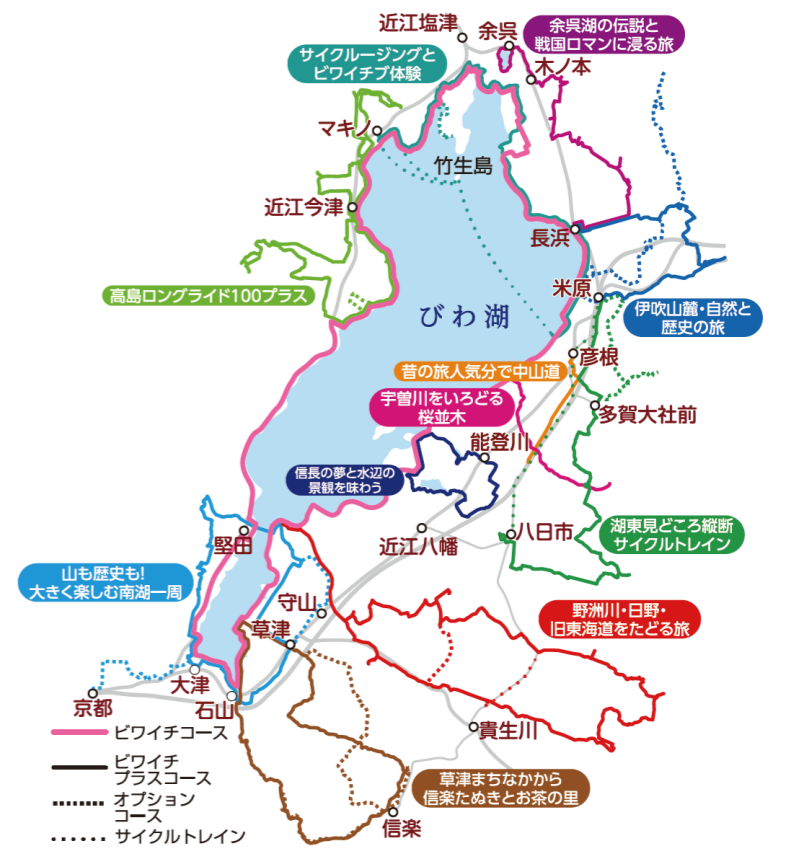 近江塩津
余呉
余呉湖の伝説と
戦国ロマンに浸る旅
サイクルージングと
ビワイチプ体験
木ノ本
マキノ
竹生島
近江今津
長浜
高島ロングライド100プラス
米原
びわ湖
伊吹山麓・自然と
歴史の旅
彦根
昔の旅人気分で中山道
宇曽川をいろどる
桜並木
多賀大社前
能登川
信長の夢と水辺の
景観を味わう
堅田
近江八幡
八日市
湖東見どころ縦断
サイクルトレイン
山も歴史も!
大きく楽しむ南湖一周
守山
草津
野洲川・日野・
旧東海道をたどる旅
大津
京都
石山
貴生川
ビワイチコース
ビワイチ
プラスコース
オプション
コース
サイクルトレイン
草津まちなかから
信楽たぬきとお茶の里
信楽